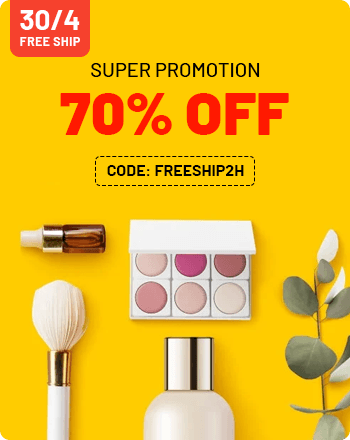 30/4
FREE SHIP
SUPER PROMOTION
70% OFF
CODE: FREESHIP2H